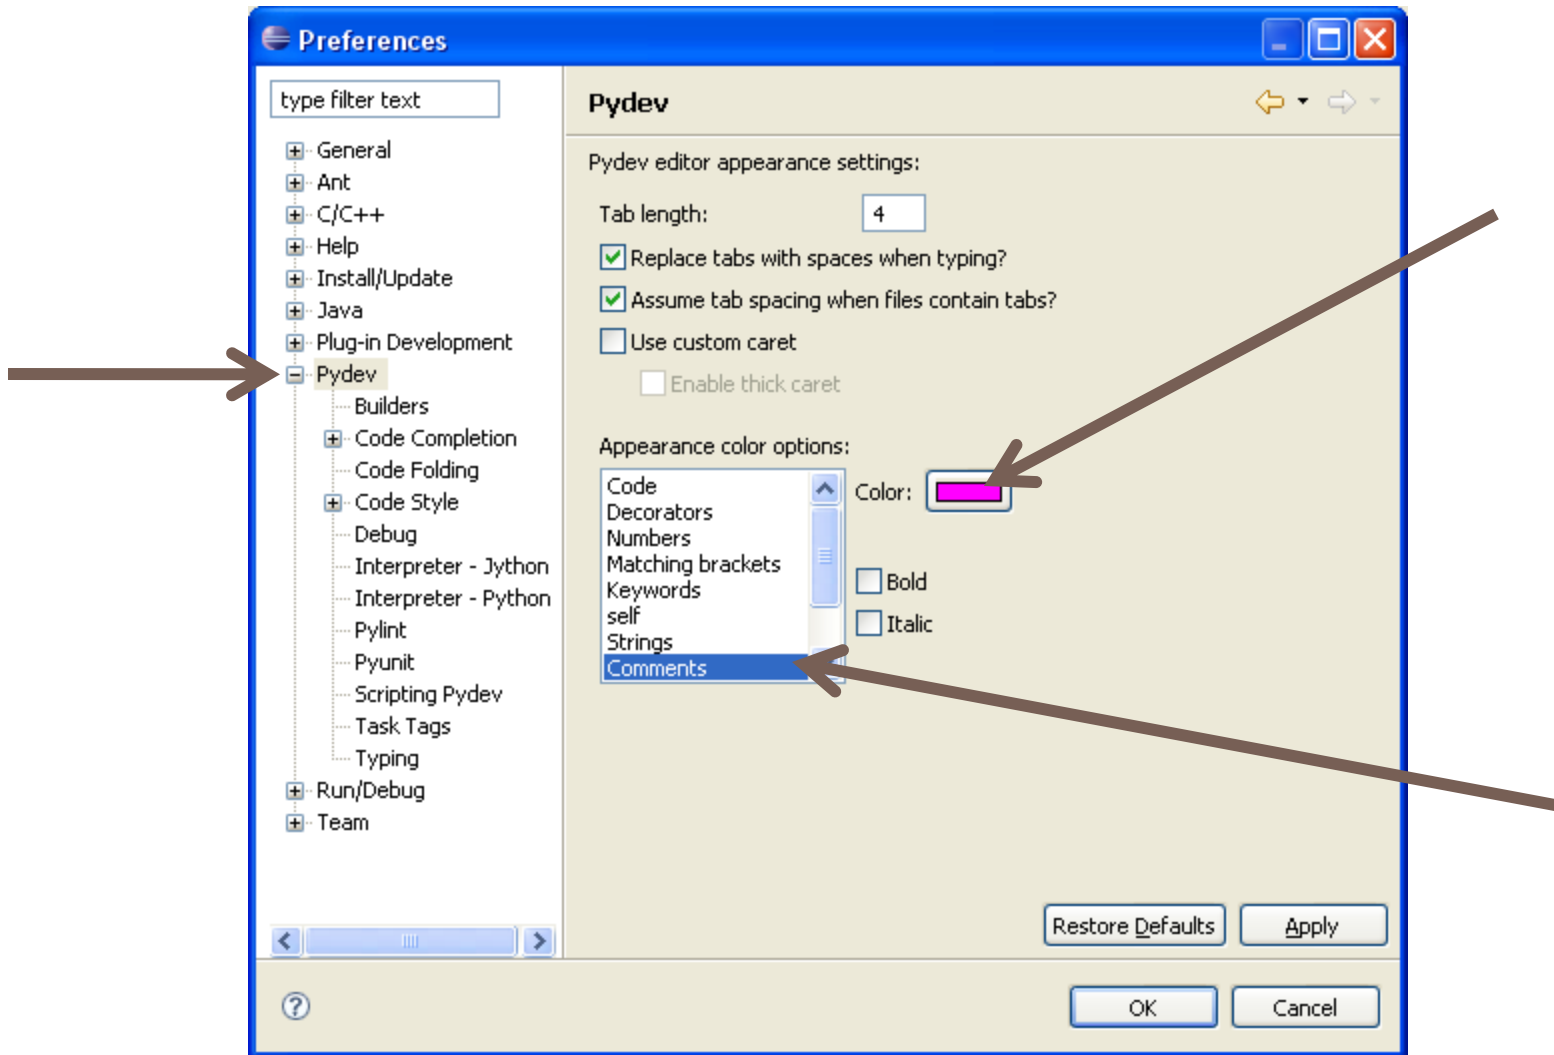 Preferences
type filter text
General
Ant
C/C++
Help
Install/Update
Java
Plug-in Development
Pydev
Builders
Code Completion
Code Folding
Code Style
Debug
Interpreter - Jython
Interpreter - Python
Pylint
Pyunit
Scripting Pydev
Task Tags
Typing
Run/Debug
Team
Pydev
Pydev editor appearance settings:
Tab length: 4
Replace tabs with spaces when typing?
Assume tab spacing when files contain tabs?
Use custom caret
Enable thick caret
Appearance color options:
Code
Decorators
Numbers
Matching brackets
Keywords
self
Strings
Comments
Color:
Bold
Italic
Restore Defaults Apply
? OK Cancel